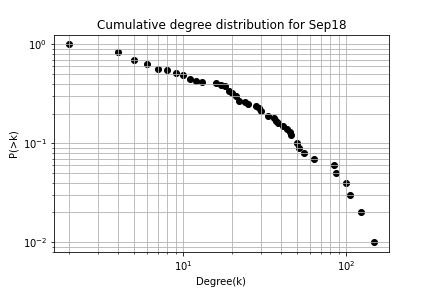 Cumulative degree distribution for Sep18
10⁰
10⁻¹
10⁻²
P(>k)
10¹
10²
Degree(k)